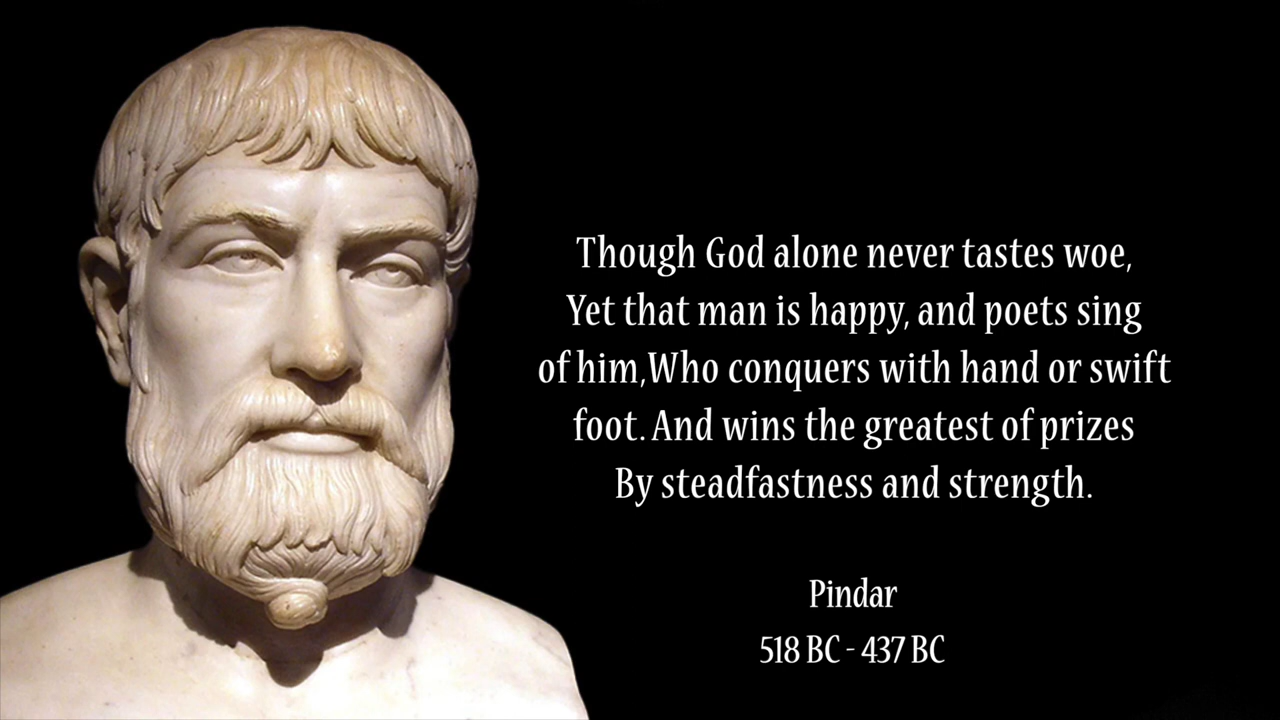 Though God alone never tastes woe,
Yet that man is happy, and poets sing
of him,Who conquers with hand or swift
foot. And wins the greatest of prizes
By steadfastness and strength.
Pindar
518 BC - 437 BC